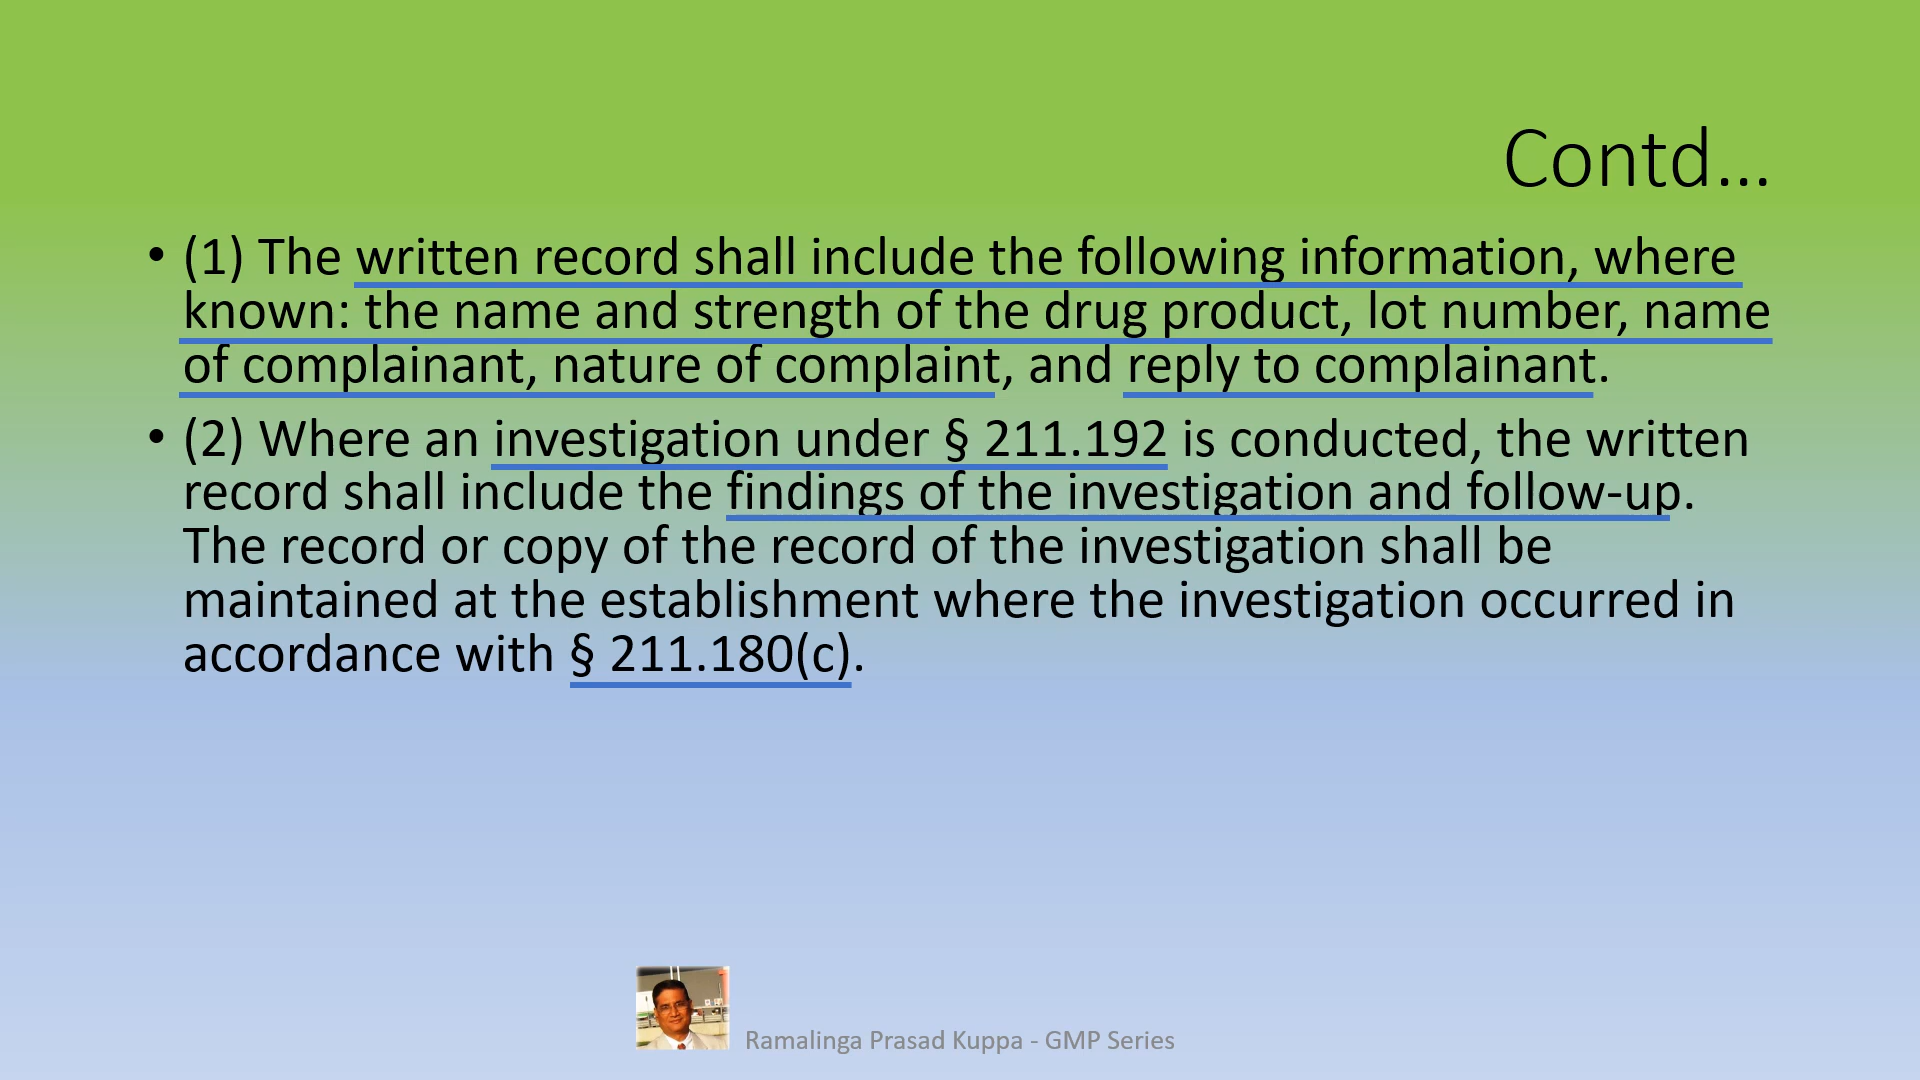 Contd...
• (1) The written record shall include the following information, where
known: the name and strength of the drug product, lot number, name
of complainant, nature of complaint, and reply to complainant.
• (2) Where an investigation under § 211.192 is conducted, the written
record shall include the findings of the investigation and follow-up.
The record or copy of the record of the investigation shall be
maintained at the establishment where the investigation occurred in
accordance with § 211.180(c).
Ramalinga Prasad Kuppa - GMP Series